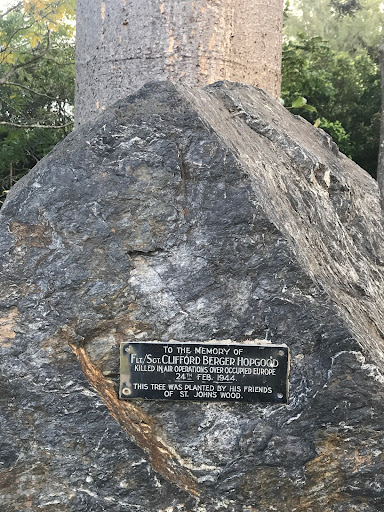 TO THE MEMORY OF
FLT./SGT. CLIFFORD BERGER HOPGOOD
KILLED IN AIR OPERATIONS OVER OCCUPIED EUROPE
24TH FEB. 1944.
THIS TREE WAS PLANTED BY HIS FRIENDS
OF ST. JOHNS WOOD.